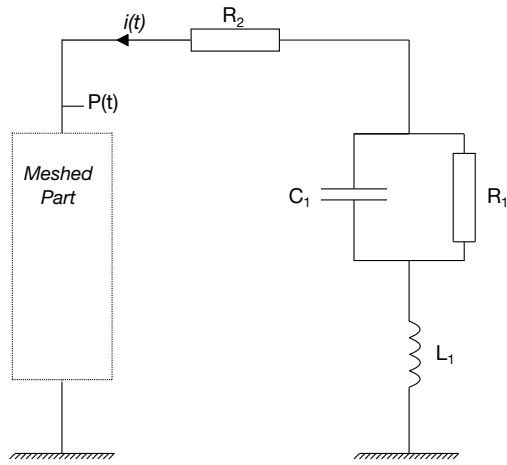 i(t)
R₂
P(t)
Meshed
Part
C₁
R₁
L₁